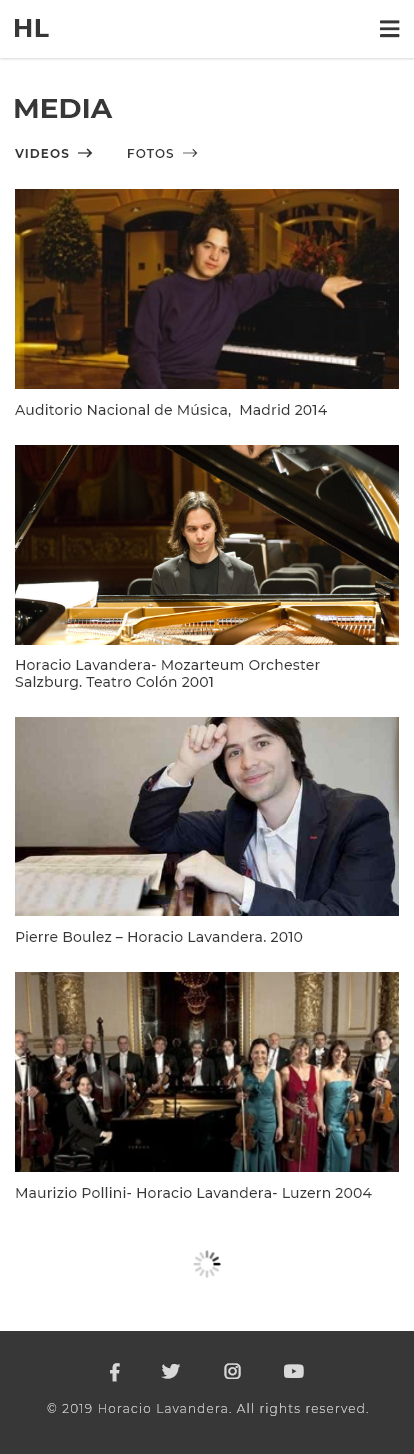 HL
MEDIA
VIDEOS FOTOS
Auditorio Nacional de Música, Madrid 2014
Horacio Lavandera- Mozarteum Orchester
Salzburg. Teatro Colón 2001
Pierre Boulez – Horacio Lavandera. 2010
Maurizio Pollini- Horacio Lavandera- Luzern 2004
© 2019 Horacio Lavandera. All rights reserved.